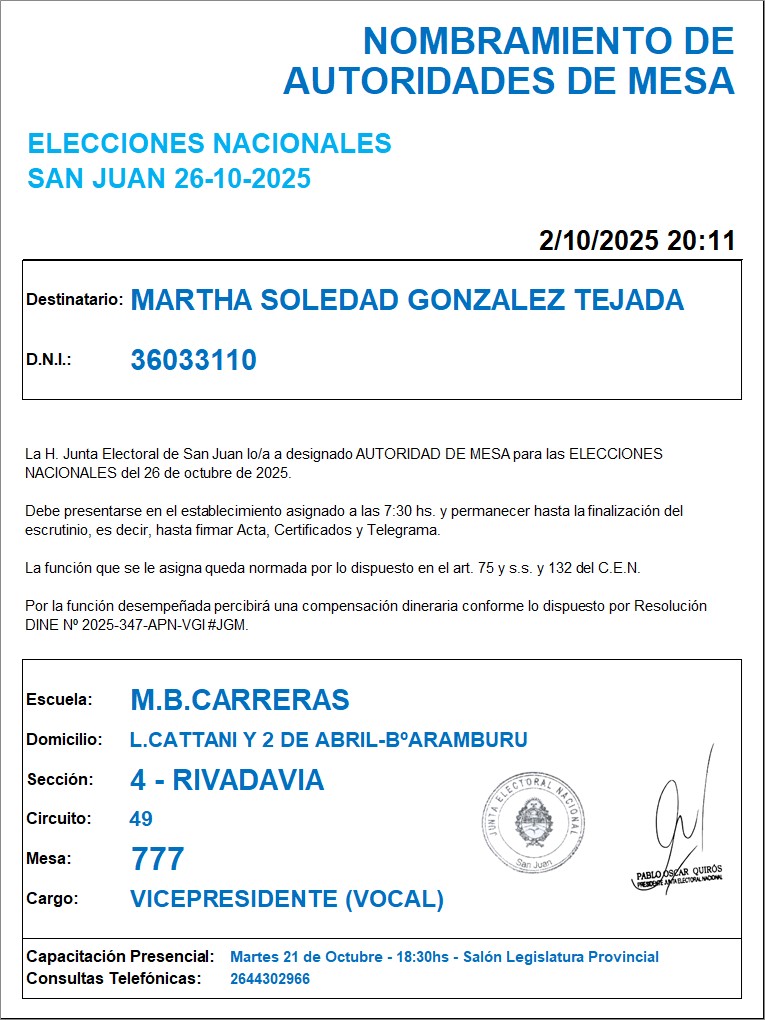 NOMBRAMIENTO DE
AUTORIDADES DE MESA
ELECCIONES NACIONALES
SAN JUAN 26-10-2025
2/10/2025 20:11
Destinatario: MARTHA SOLEDAD GONZALEZ TEJADA
D.N.I.: 36033110
La H. Junta Electoral de San Juan lo/a a designado AUTORIDAD DE MESA para las ELECCIONES
NACIONALES del 26 de octubre de 2025.
Debe presentarse en el establecimiento asignado a las 7:30 hs. y permanecer hasta la finalización del
escrutinio, es decir, hasta firmar Acta, Certificados y Telegrama.
La función que se le asigna queda normada por lo dispuesto en el art. 75 y s.s. y 132 del C.E.N.
Por la función desempeñada percibirá una compensación dineraria conforme lo dispuesto por Resolución
DINE Nº 2025-347-APN-VGI#JGM.
Escuela: M.B.CARRERAS
Domicilio: L.CATTANI Y 2 DE ABRIL-BºARAMBURU
Sección: 4 - RIVADAVIA
Circuito: 49
Mesa: 777
Cargo: VICEPRESIDENTE (VOCAL)
JUNTA ELECTORAL NACIONAL
San Juan
PABLO OSCAR QUIRÓS
PRESIDENTE JUNTA ELECTORAL NACIONAL
Capacitación Presencial: Martes 21 de Octubre - 18:30hs - Salón Legislatura Provincial
Consultas Telefónicas: 2644302966